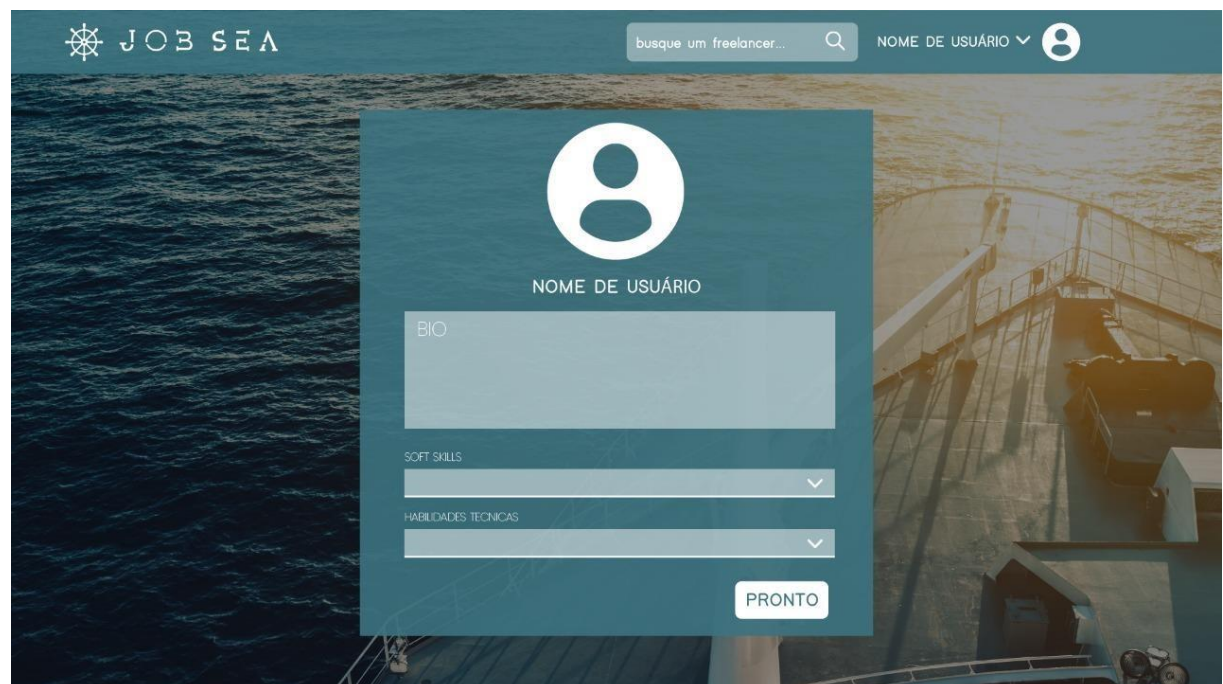 JOB SEA
busque um freelancer...
NOME DE USUÁRIO
NOME DE USUÁRIO
BIO
SOFT SKILLS
HABILIDADES TECNICAS
PRONTO